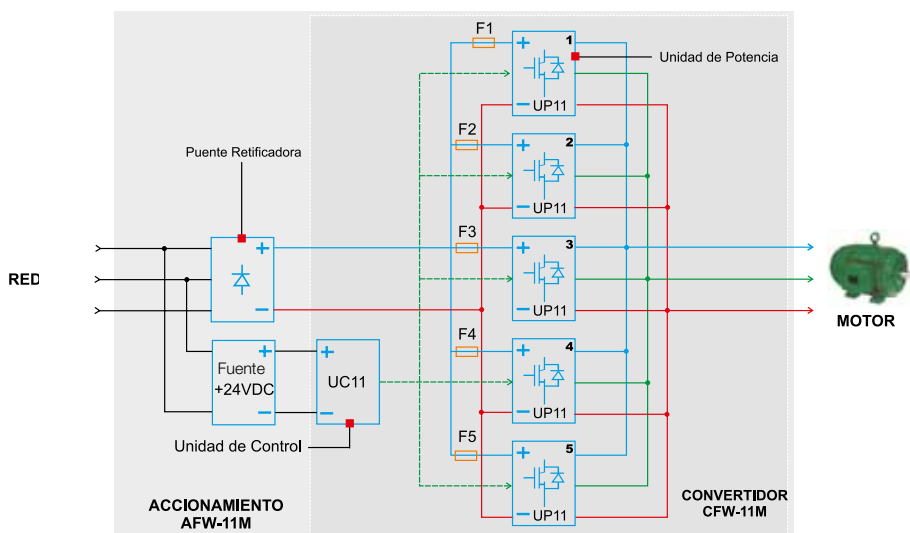 F1
+
1
Unidad de Potencia
−
UP11
F2
+
2
−
UP11
Puente Retificadora
RED
+
−
F3
+
3
−
UP11
MOTOR
Fuente
+24VDC
+
−
+
UC11
−
Unidad de Control
F4
+
4
−
UP11
F5
+
5
−
UP11
ACCIONAMIENTO
AFW-11M
CONVERTIDOR
CFW-11M